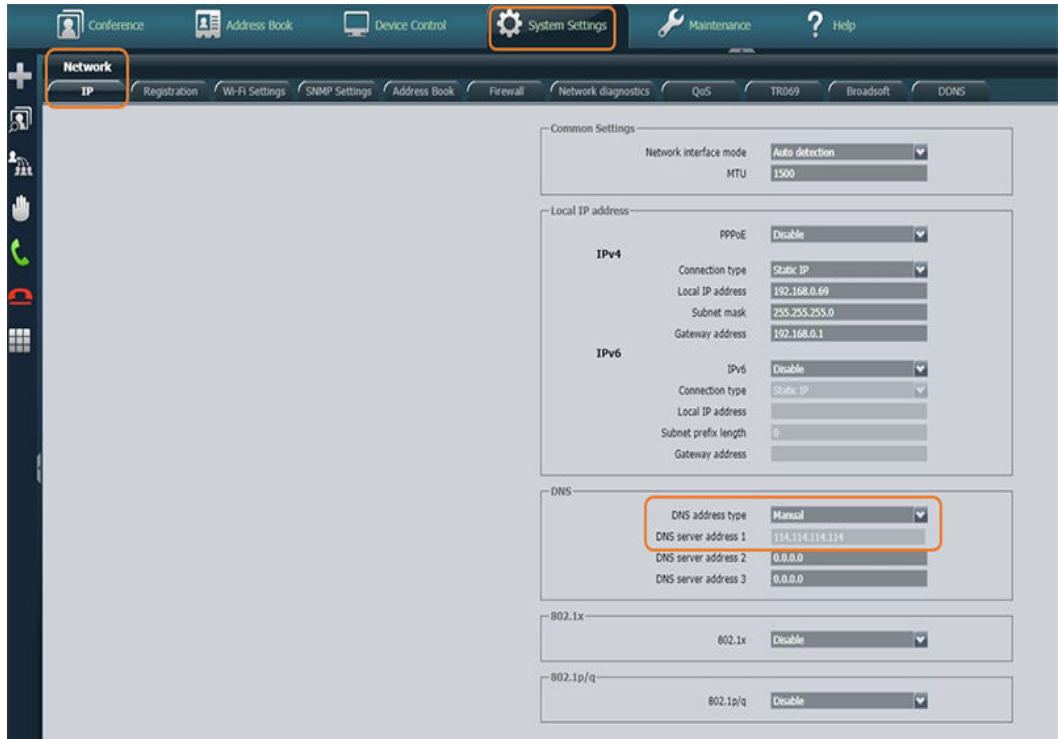 Conference Address Book Device Control System Settings Maintenance ? Help
Network
IP Registration Wi-Fi Settings SNMP Settings Address Book Firewall Network diagnostics QoS TR069 Broadsoft DDNS
Common Settings
Network interface mode Auto detection
MTU 1500
Local IP address
PPPoE Disable
IPv4
Connection type Static IP
Local IP address 192.168.0.69
Subnet mask 255.255.255.0
Gateway address 192.168.0.1
IPv6
IPv6 Disable
Connection type Static IP
Local IP address
Subnet prefix length 0
Gateway address
DNS
DNS address type Manual
DNS server address 1 114.114.114.114
DNS server address 2 0.0.0.0
DNS server address 3 0.0.0.0
802.1x
802.1x Disable
802.1p/q
802.1p/q Disable